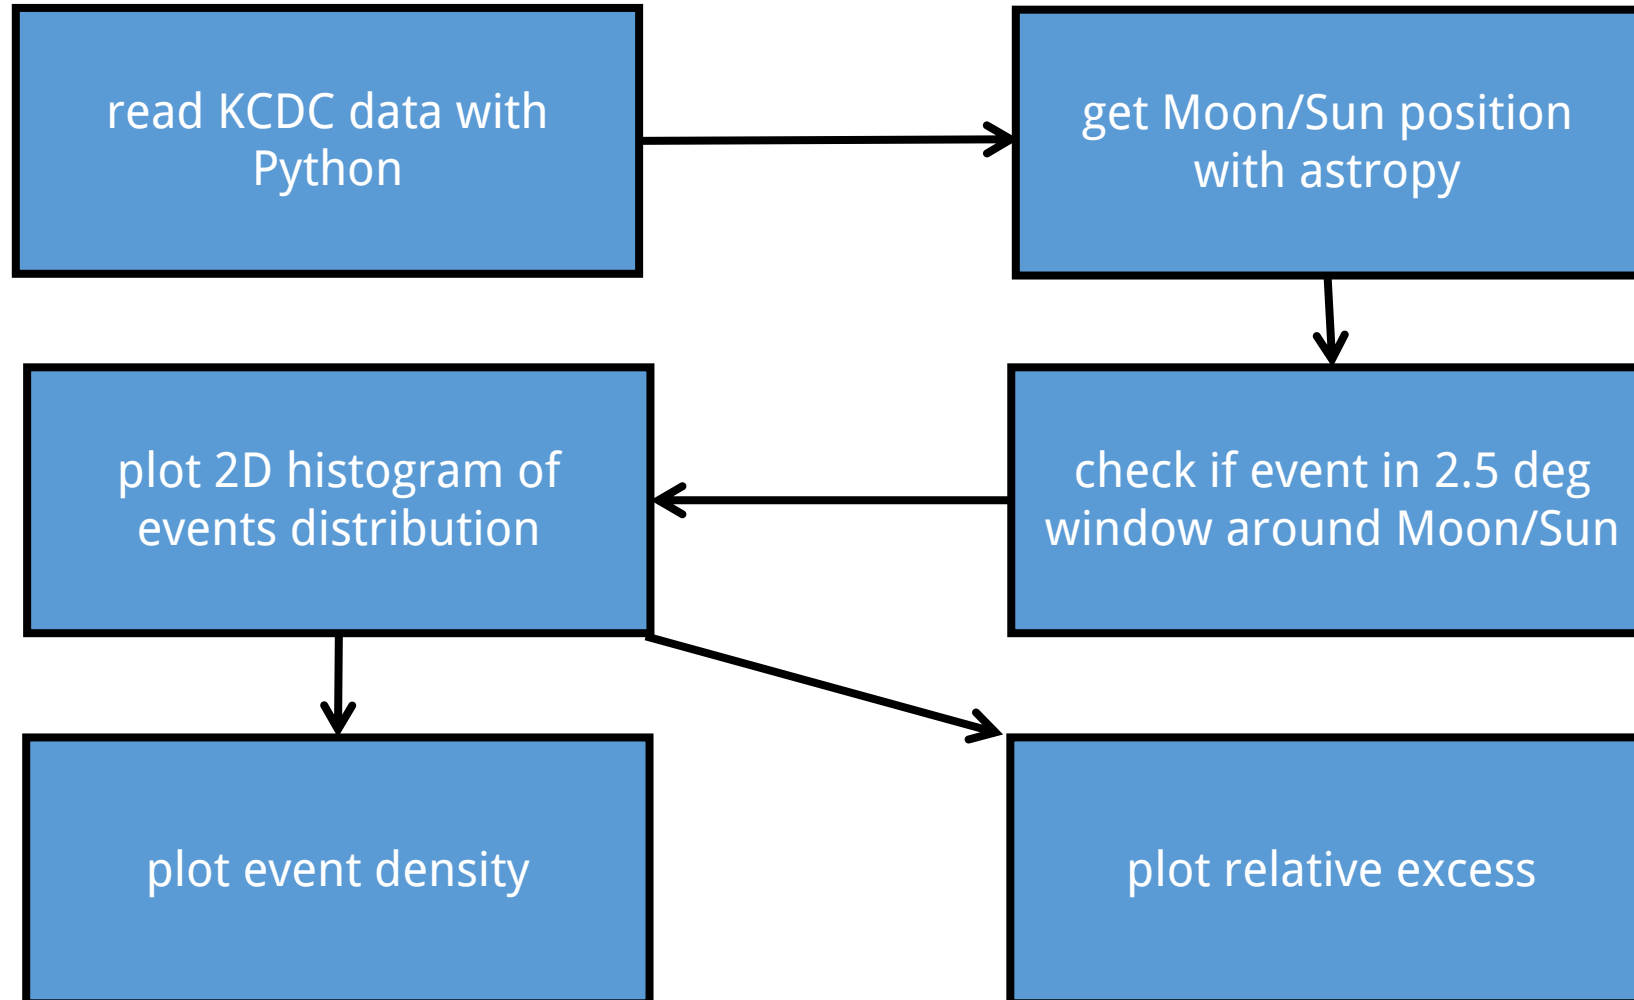 read KCDC data with
Python
get Moon/Sun position
with astropy
plot 2D histogram of
events distribution
check if event in 2.5 deg
window around Moon/Sun
plot event density
plot relative excess